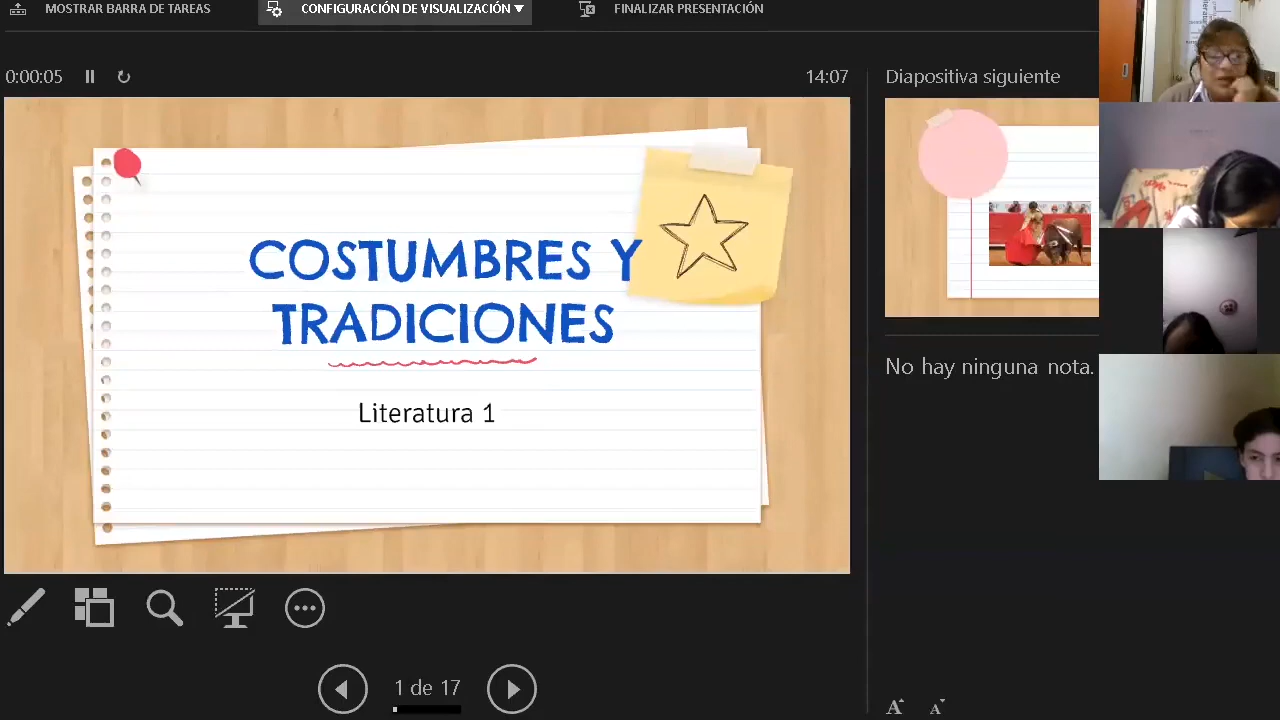 MOSTRAR BARRA DE TAREAS
CONFIGURACIÓN DE VISUALIZACIÓN ▼
FINALIZAR PRESENTACIÓN
0:00:05
14:07
Diapositiva siguiente
COSTUMBRES Y
TRADICIONES
Literatura 1
No hay ninguna nota.
1 de 17
A
A